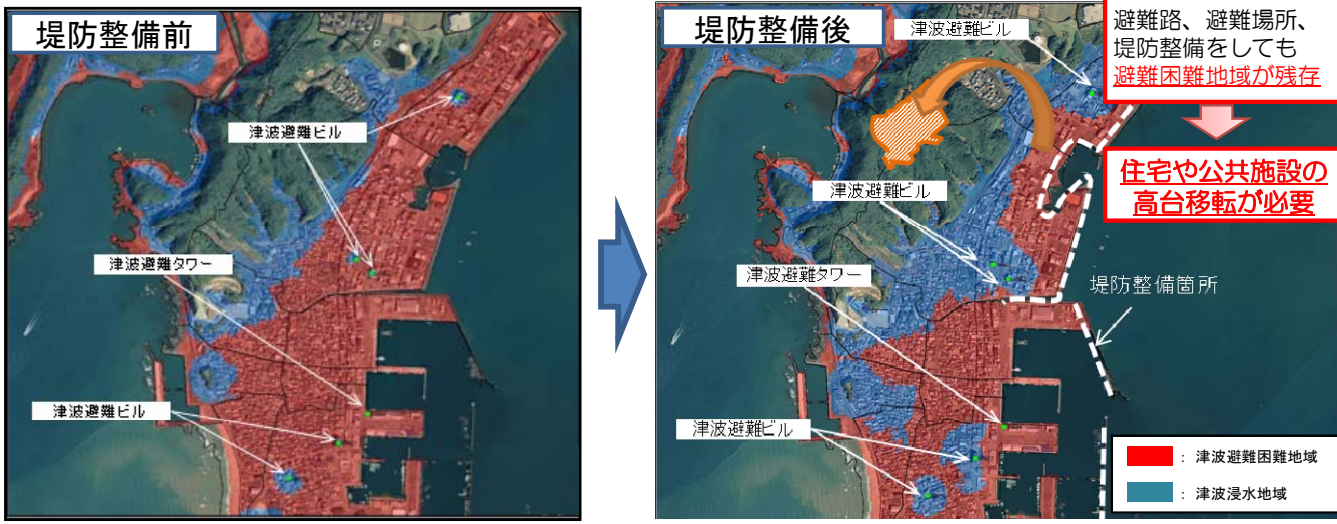 堤防整備前
津波避難ビル
津波避難タワー
津波避難ビル
堤防整備後
津波避難ビル
避難路、避難場所、
堤防整備をしても
避難困難地域が残存
住宅や公共施設の
高台移転が必要
津波避難ビル
津波避難タワー
堤防整備箇所
津波避難ビル
：津波避難困難地域
：津波浸水地域